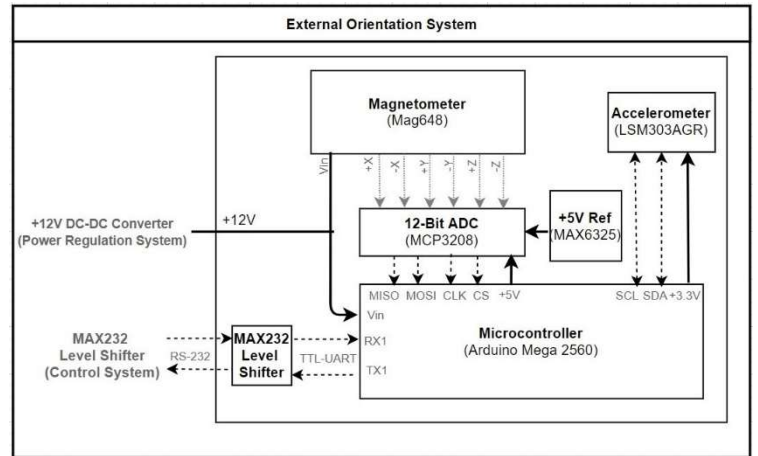 External Orientation System
Magnetometer
(Mag648)
Accelerometer
(LSM303AGR)
Vin
+X
-X
+Y
-Y
+Z
-Z
+12V DC-DC Converter
(Power Regulation System)
+12V
12-Bit ADC
(MCP3208)
+5V Ref
(MAX6325)
MISO MOSI CLK CS +5V
SCL SDA +3.3V
Vin
MAX232
Level Shifter
(Control System)
RS-232
MAX232
Level
Shifter
TTL-UART
RX1
TX1
Microcontroller
(Arduino Mega 2560)